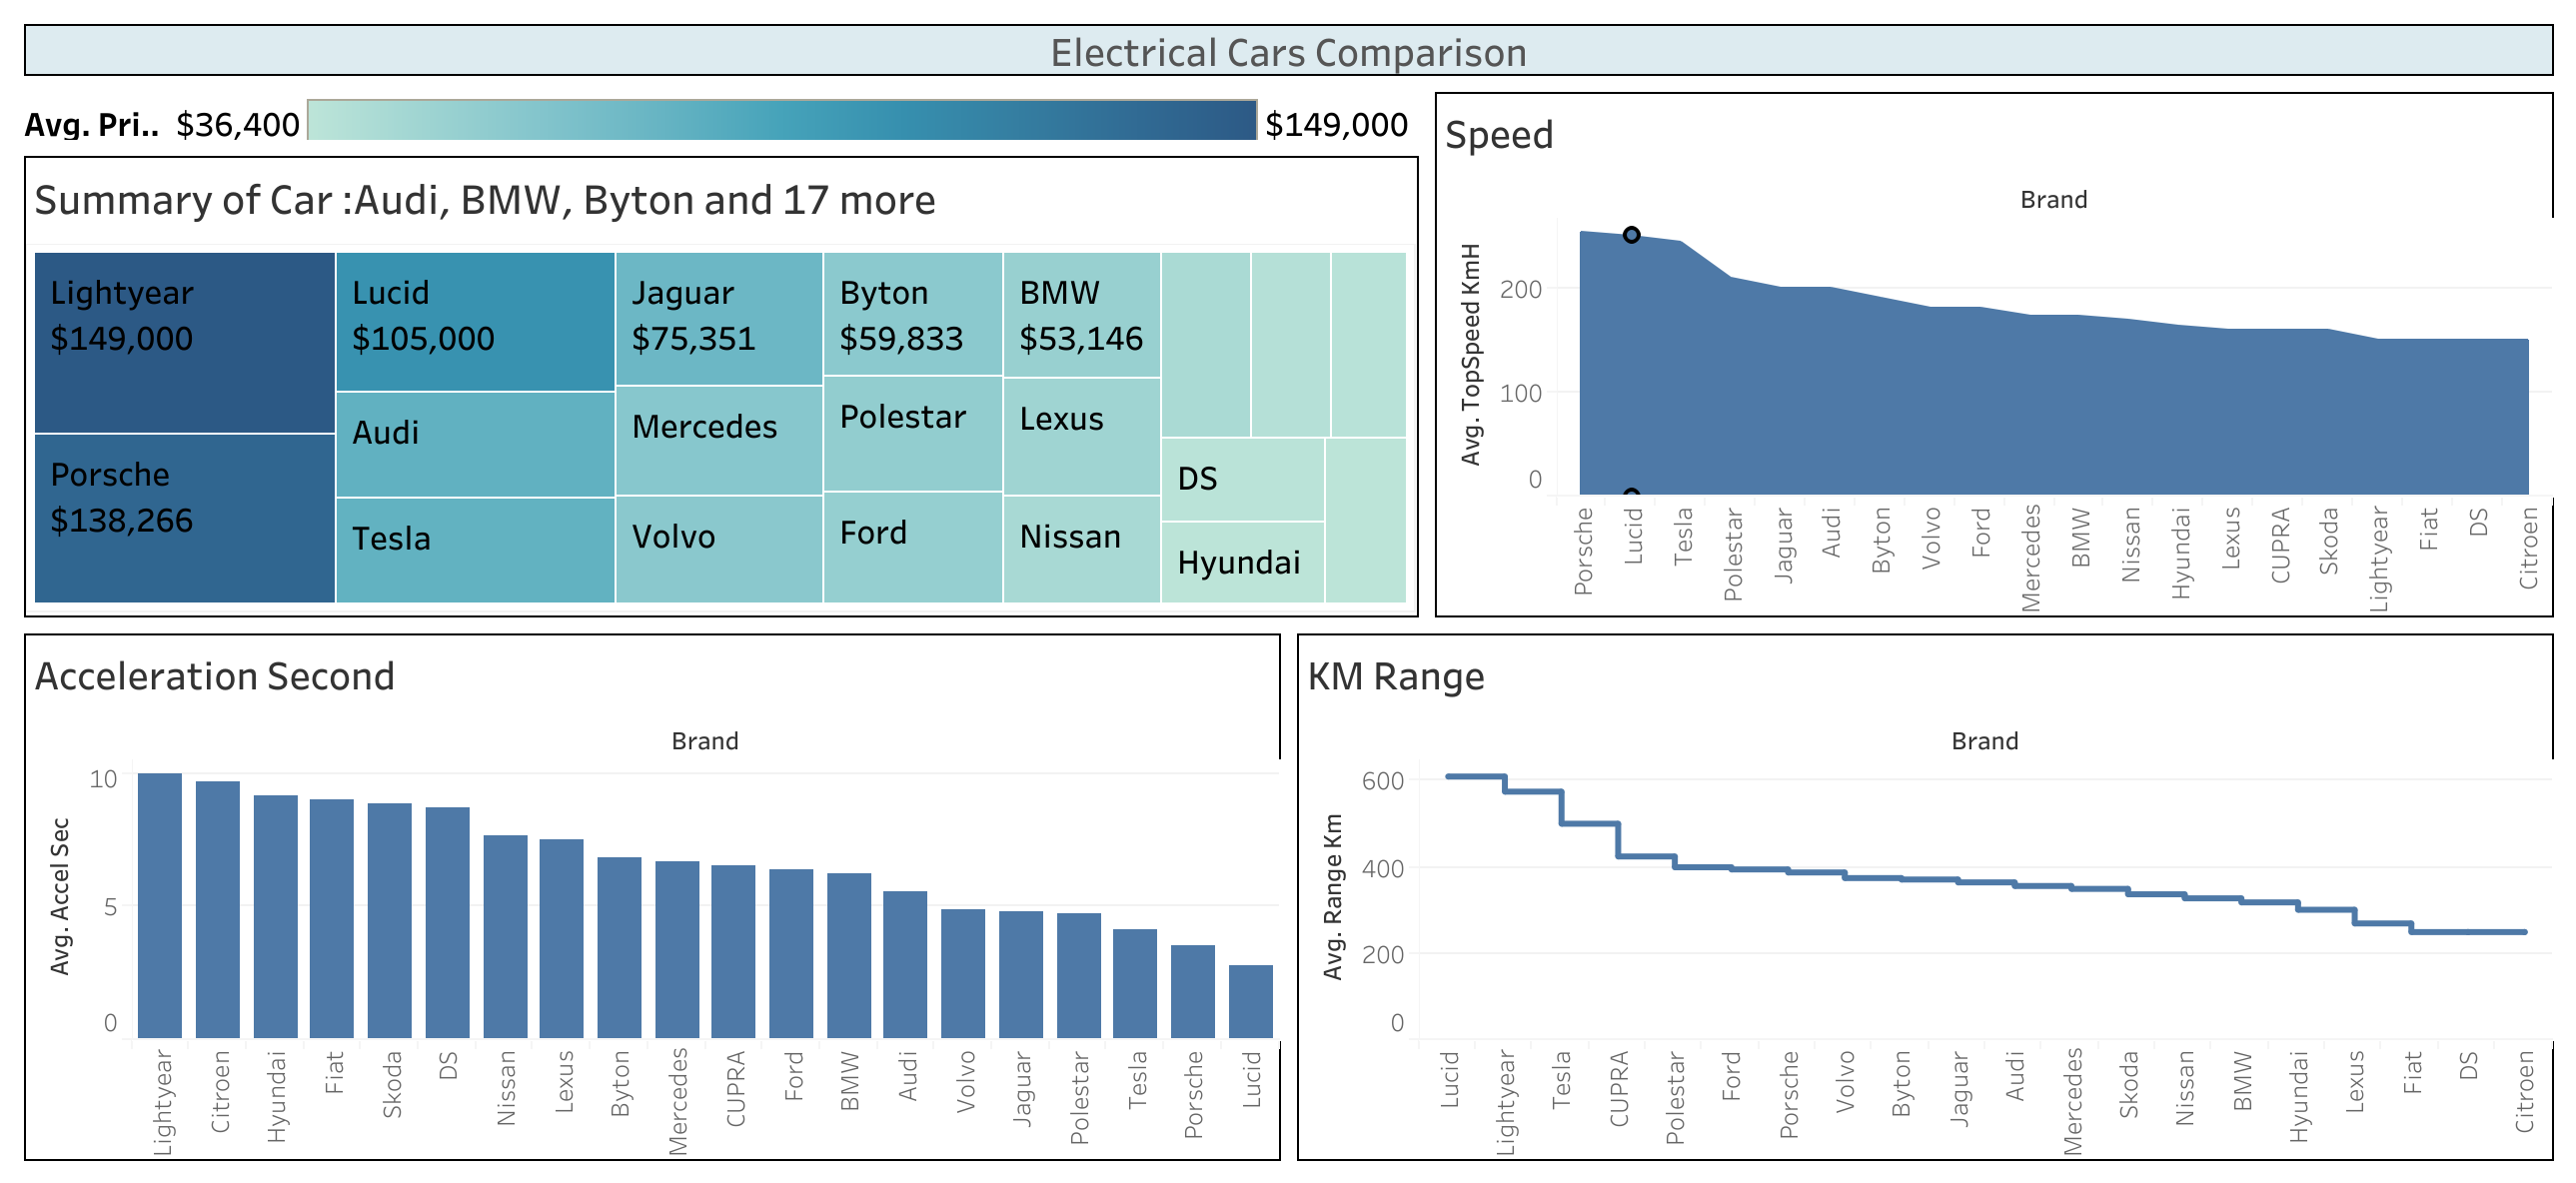 Electrical Cars Comparison
Avg. Pri.. $36,400 $149,000
Summary of Car :Audi, BMW, Byton and 17 more
Lightyear
$149,000
Porsche
$138,266
Lucid
$105,000
Audi
Tesla
Jaguar
$75,351
Mercedes
Volvo
Byton
$59,833
Polestar
Ford
BMW
$53,146
Lexus
Nissan
DS
Hyundai
Speed
Brand
Avg. TopSpeed KmH
200
100
0
Porsche
Lucid
Tesla
Polestar
Jaguar
Audi
Byton
Volvo
Ford
Mercedes
BMW
Nissan
Hyundai
Lexus
CUPRA
Skoda
Lightyear
Fiat
DS
Citroen
Acceleration Second
Brand
Avg. Accel Sec
10
5
0
Lightyear
Citroen
Hyundai
Fiat
Skoda
DS
Nissan
Lexus
Byton
Mercedes
CUPRA
Ford
BMW
Audi
Volvo
Jaguar
Polestar
Tesla
Porsche
Lucid
KM Range
Brand
Avg. Range Km
600
400
200
0
Lucid
Lightyear
Tesla
CUPRA
Polestar
Ford
Porsche
Volvo
Byton
Jaguar
Audi
Mercedes
Skoda
Nissan
BMW
Hyundai
Lexus
Fiat
DS
Citroen